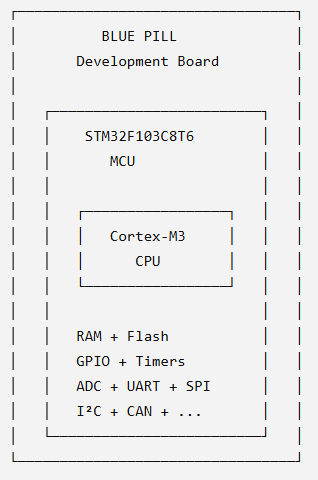 BLUE PILL
Development Board
STM32F103C8T6
MCU
Cortex-M3
CPU
RAM + Flash
GPIO + Timers
ADC + UART + SPI
I²C + CAN + ...